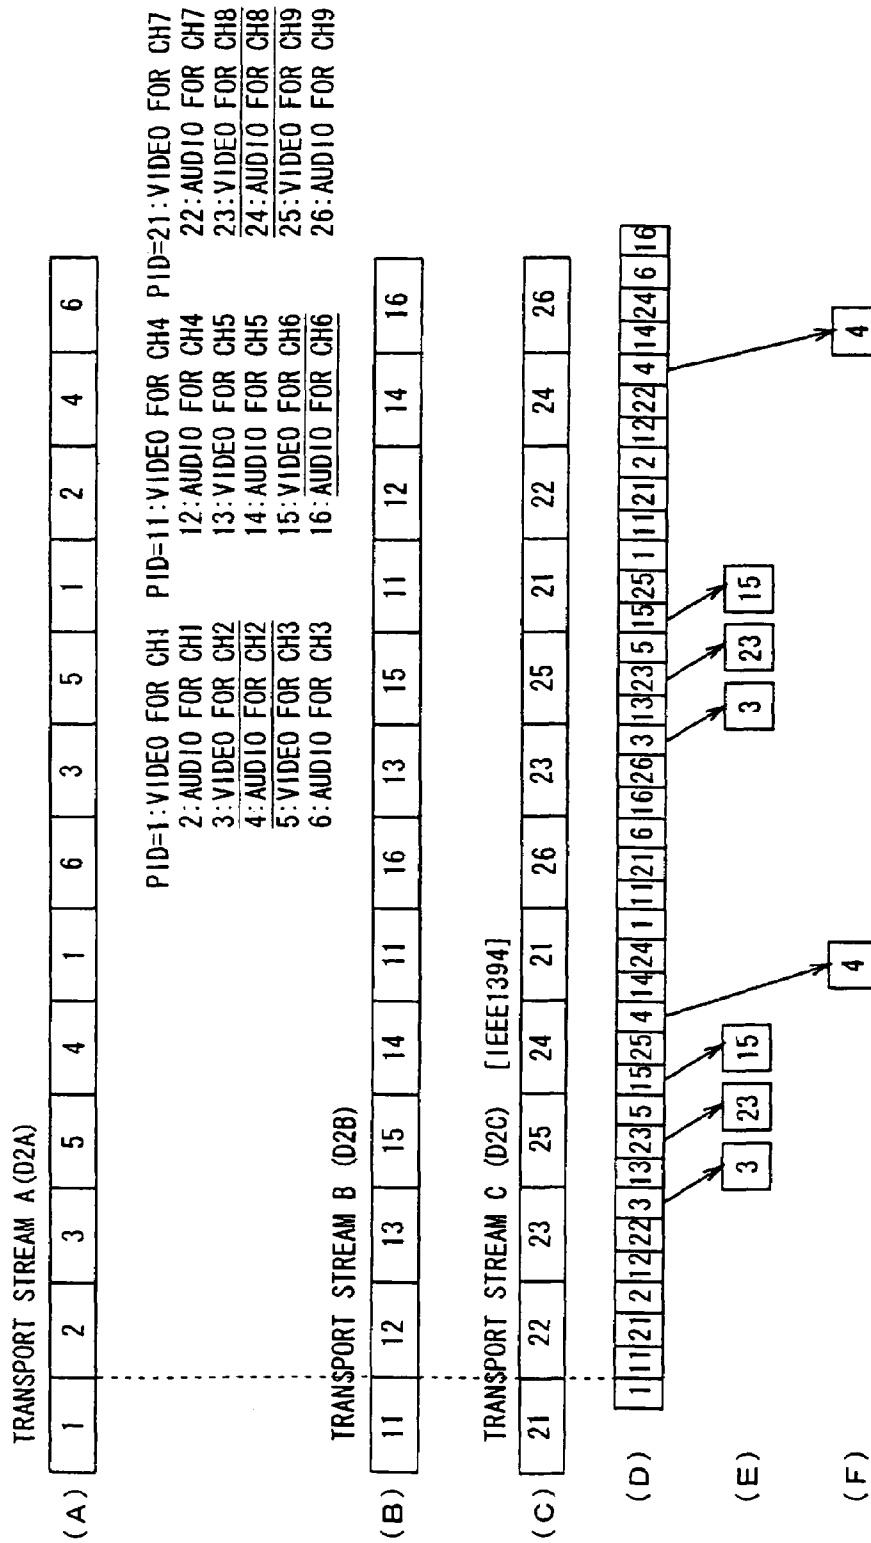 TRANSPORT STREAM A(D2A)
(A) 1 2 3 5 4 1 6 3 5 1 2 4 6
PID=1:VIDEO FOR CH1 PID=11:VIDEO FOR CH4 PID=21:VIDEO FOR CH7
2:AUDIO FOR CH1 12:AUDIO FOR CH4 22:AUDIO FOR CH7
3:VIDEO FOR CH2 13:VIDEO FOR CH5 23:VIDEO FOR CH8
4:AUDIO FOR CH2 14:AUDIO FOR CH5 24:AUDIO FOR CH8
5:VIDEO FOR CH3 15:VIDEO FOR CH6 25:VIDEO FOR CH9
6:AUDIO FOR CH3 16:AUDIO FOR CH6 26:AUDIO FOR CH9
TRANSPORT STREAM B (D2B)
(B) 11 12 13 15 14 11 16 13 15 11 12 14 16
TRANSPORT STREAM C (D2C) [IEEE1394]
(C) 21 22 23 25 24 21 26 23 25 21 22 24 26
(D) 1 11 21 2 12 22 3 13 23 5 15 25 4 14 24 1 11 21 6 16 26 3 13 23 5 15 25 1 11 21 2 12 22 4 14 24 6 16
(E) 3 23 15 3 23 15
(F) 4 4